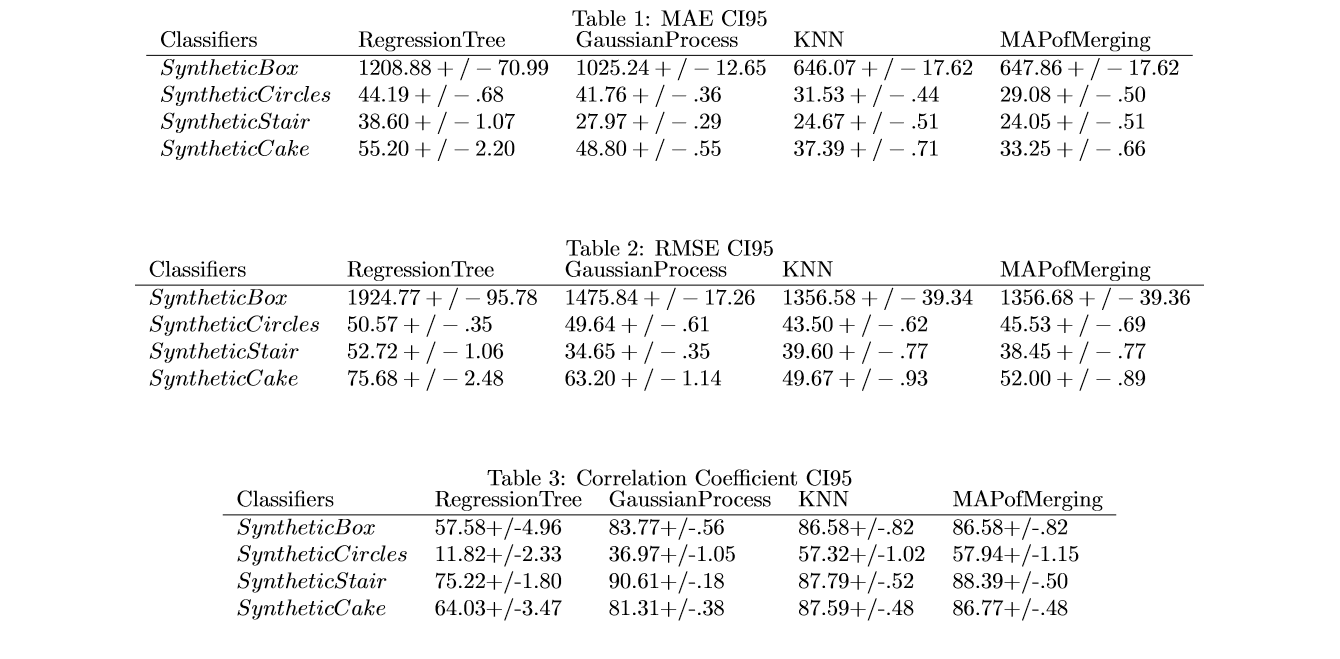 Table 1: MAE CI95
Classifiers RegressionTree GaussianProcess KNN MAPofMerging
SyntheticBox 1208.88 + / − 70.99 1025.24 + / − 12.65 646.07 + / − 17.62 647.86 + / − 17.62
SyntheticCircles 44.19 + / − .68 41.76 + / − .36 31.53 + / − .44 29.08 + / − .50
SyntheticStair 38.60 + / − 1.07 27.97 + / − .29 24.67 + / − .51 24.05 + / − .51
SyntheticCake 55.20 + / − 2.20 48.80 + / − .55 37.39 + / − .71 33.25 + / − .66
Table 2: RMSE CI95
Classifiers RegressionTree GaussianProcess KNN MAPofMerging
SyntheticBox 1924.77 + / − 95.78 1475.84 + / − 17.26 1356.58 + / − 39.34 1356.68 + / − 39.36
SyntheticCircles 50.57 + / − .35 49.64 + / − .61 43.50 + / − .62 45.53 + / − .69
SyntheticStair 52.72 + / − 1.06 34.65 + / − .35 39.60 + / − .77 38.45 + / − .77
SyntheticCake 75.68 + / − 2.48 63.20 + / − 1.14 49.67 + / − .93 52.00 + / − .89
Table 3: Correlation Coefficient CI95
Classifiers RegressionTree GaussianProcess KNN MAPofMerging
SyntheticBox 57.58+/-4.96 83.77+/-.56 86.58+/-.82 86.58+/-.82
SyntheticCircles 11.82+/-2.33 36.97+/-1.05 57.32+/-1.02 57.94+/-1.15
SyntheticStair 75.22+/-1.80 90.61+/-.18 87.79+/-.52 88.39+/-.50
SyntheticCake 64.03+/-3.47 81.31+/-.38 87.59+/-.48 86.77+/-.48